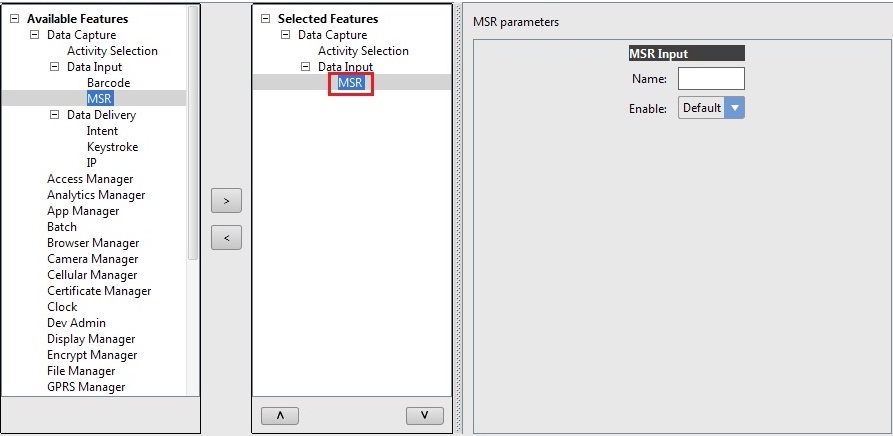 Available Features
Data Capture
Activity Selection
Data Input
Barcode
MSR
Data Delivery
Intent
Keystroke
IP
Access Manager
Analytics Manager
App Manager
Batch
Browser Manager
Camera Manager
Cellular Manager
Certificate Manager
Clock
Dev Admin
Display Manager
Encrypt Manager
File Manager
GPRS Manager
>
<
Selected Features
Data Capture
Activity Selection
Data Input
MSR
MSR parameters
MSR Input
Name:
Enable: Default